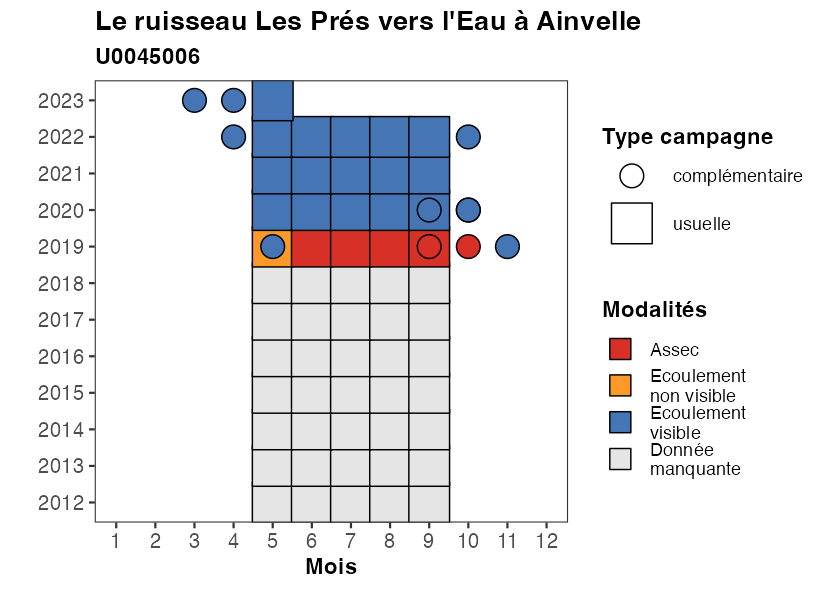 Le ruisseau Les Prés vers l'Eau à Ainvelle
U0045006
2023
2022
2021
2020
2019
2018
2017
2016
2015
2014
2013
2012
1 2 3 4 5 6 7 8 9 10 11 12
Mois
Type campagne
complémentaire
usuelle
Modalités
Assec
Ecoulement
non visible
Ecoulement
visible
Donnée
manquante